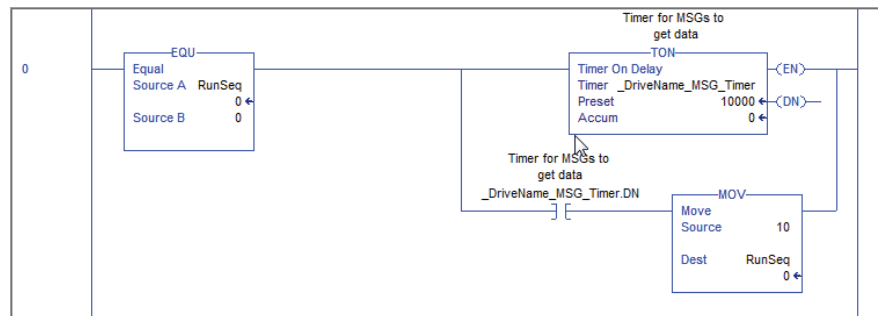 Timer for MSGs to
get data
0
EQU
Equal
Source A RunSeq
0
Source B 0
TON
Timer On Delay
Timer _DriveName_MSG_Timer
Preset 10000
Accum 0
(EN)
(DN)
Timer for MSGs to
get data
_DriveName_MSG_Timer.DN
MOV
Move
Source 10
Dest RunSeq
0